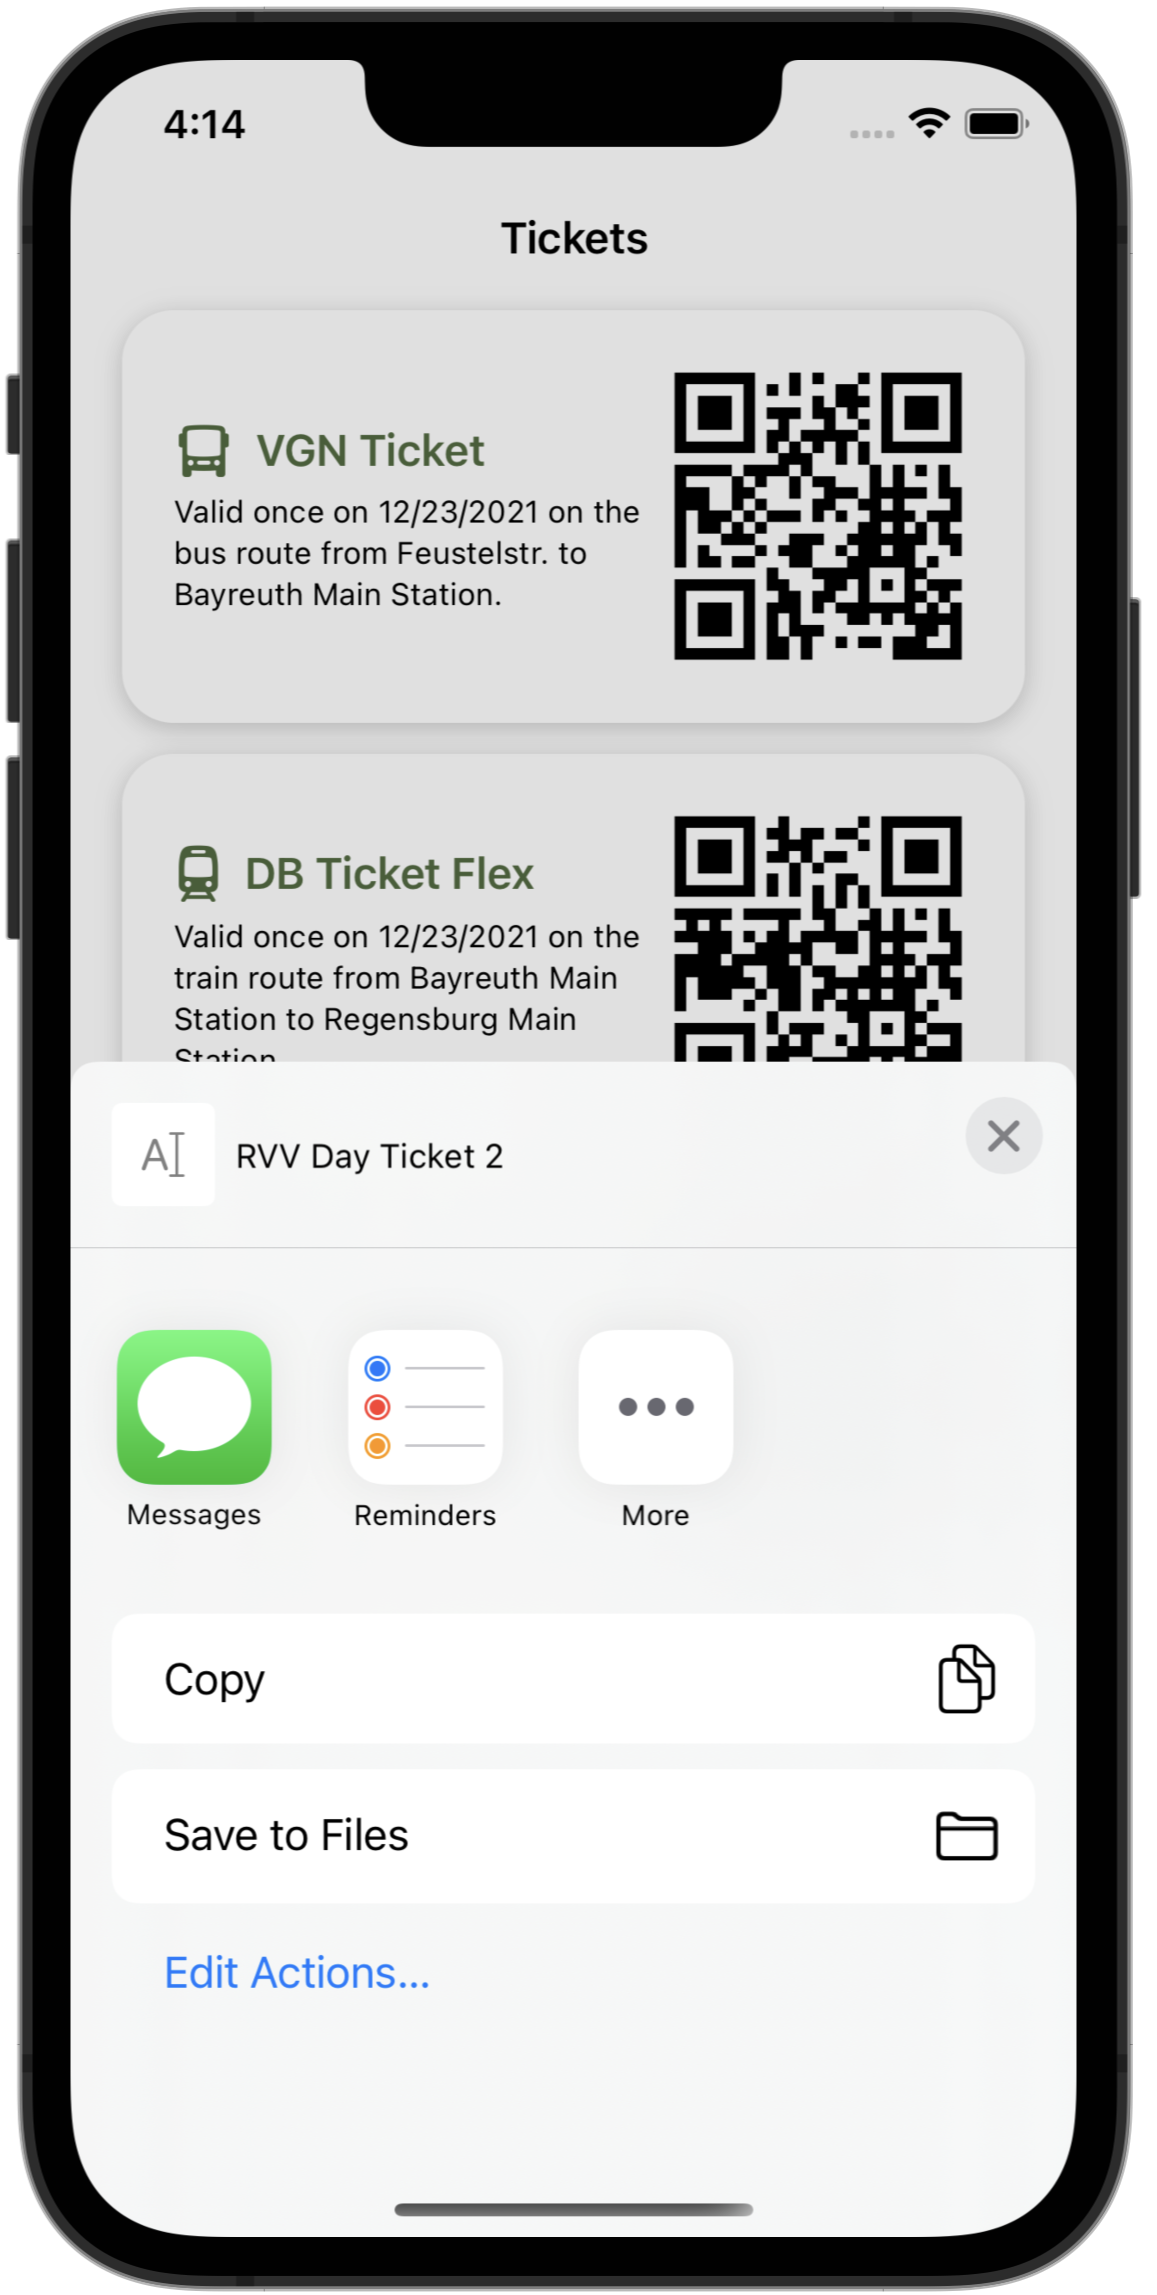 4:14
Tickets
VGN Ticket
Valid once on 12/23/2021 on the
bus route from Feustelstr. to
Bayreuth Main Station.
DB Ticket Flex
Valid once on 12/23/2021 on the
train route from Bayreuth Main
Station to Regensburg Main
Station
RVV Day Ticket 2
Messages
Reminders
More
Copy
Save to Files
Edit Actions...